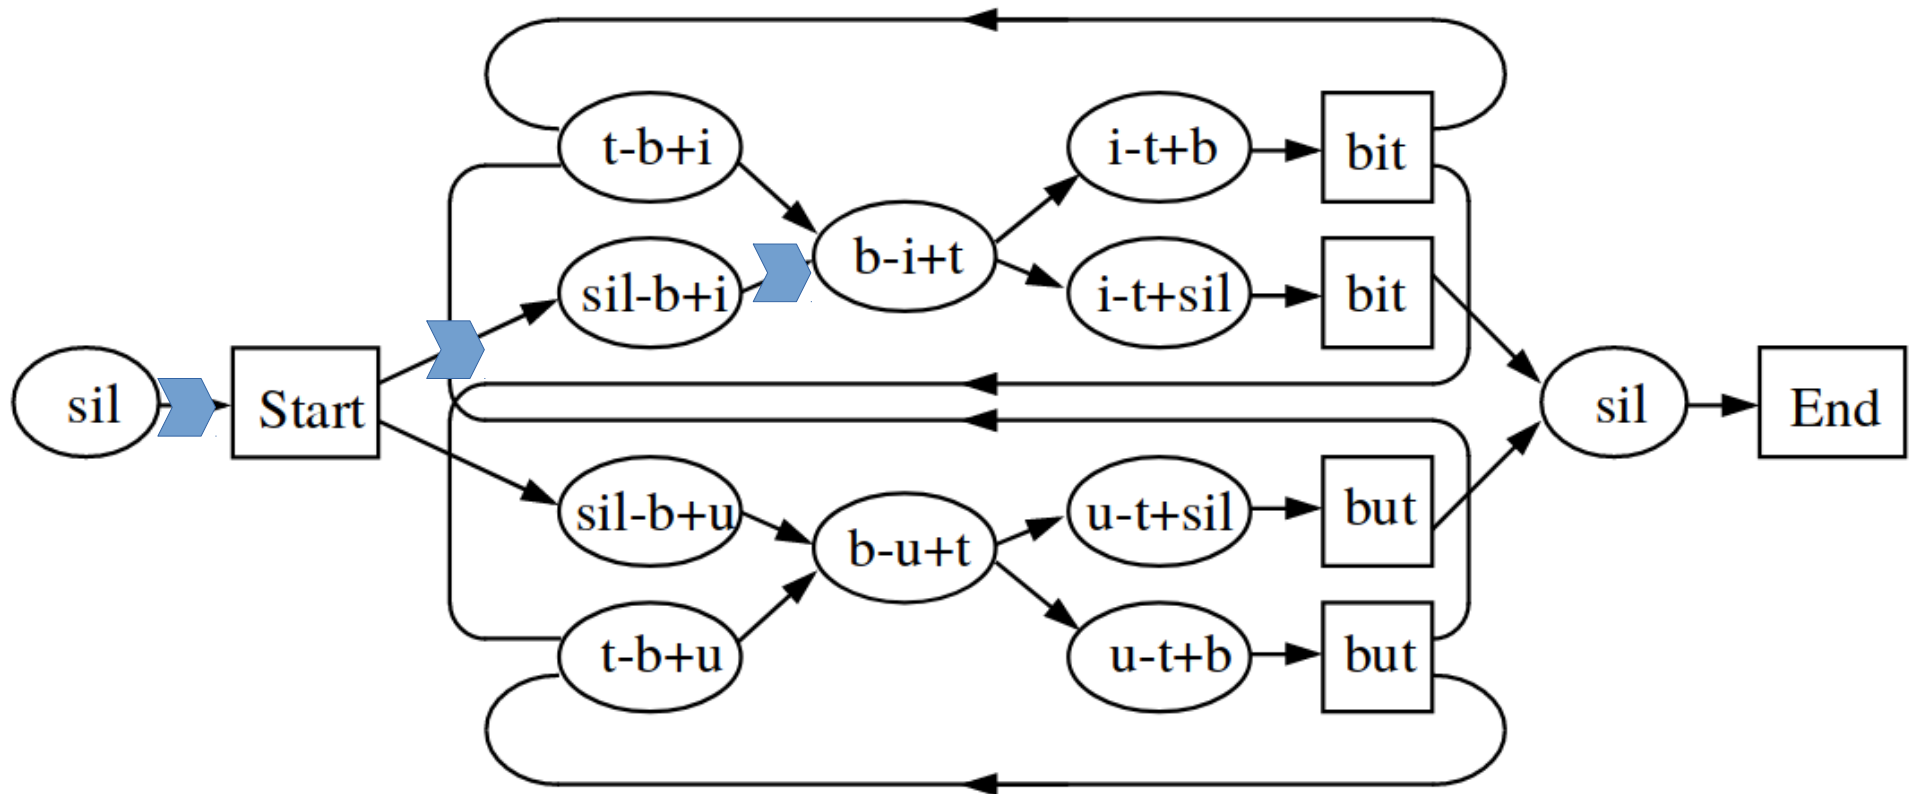 t-b+i
i-t+b
bit
b-i+t
sil-b+i
i-t+sil
bit
sil
Start
sil
End
sil-b+u
u-t+sil
but
b-u+t
t-b+u
u-t+b
but